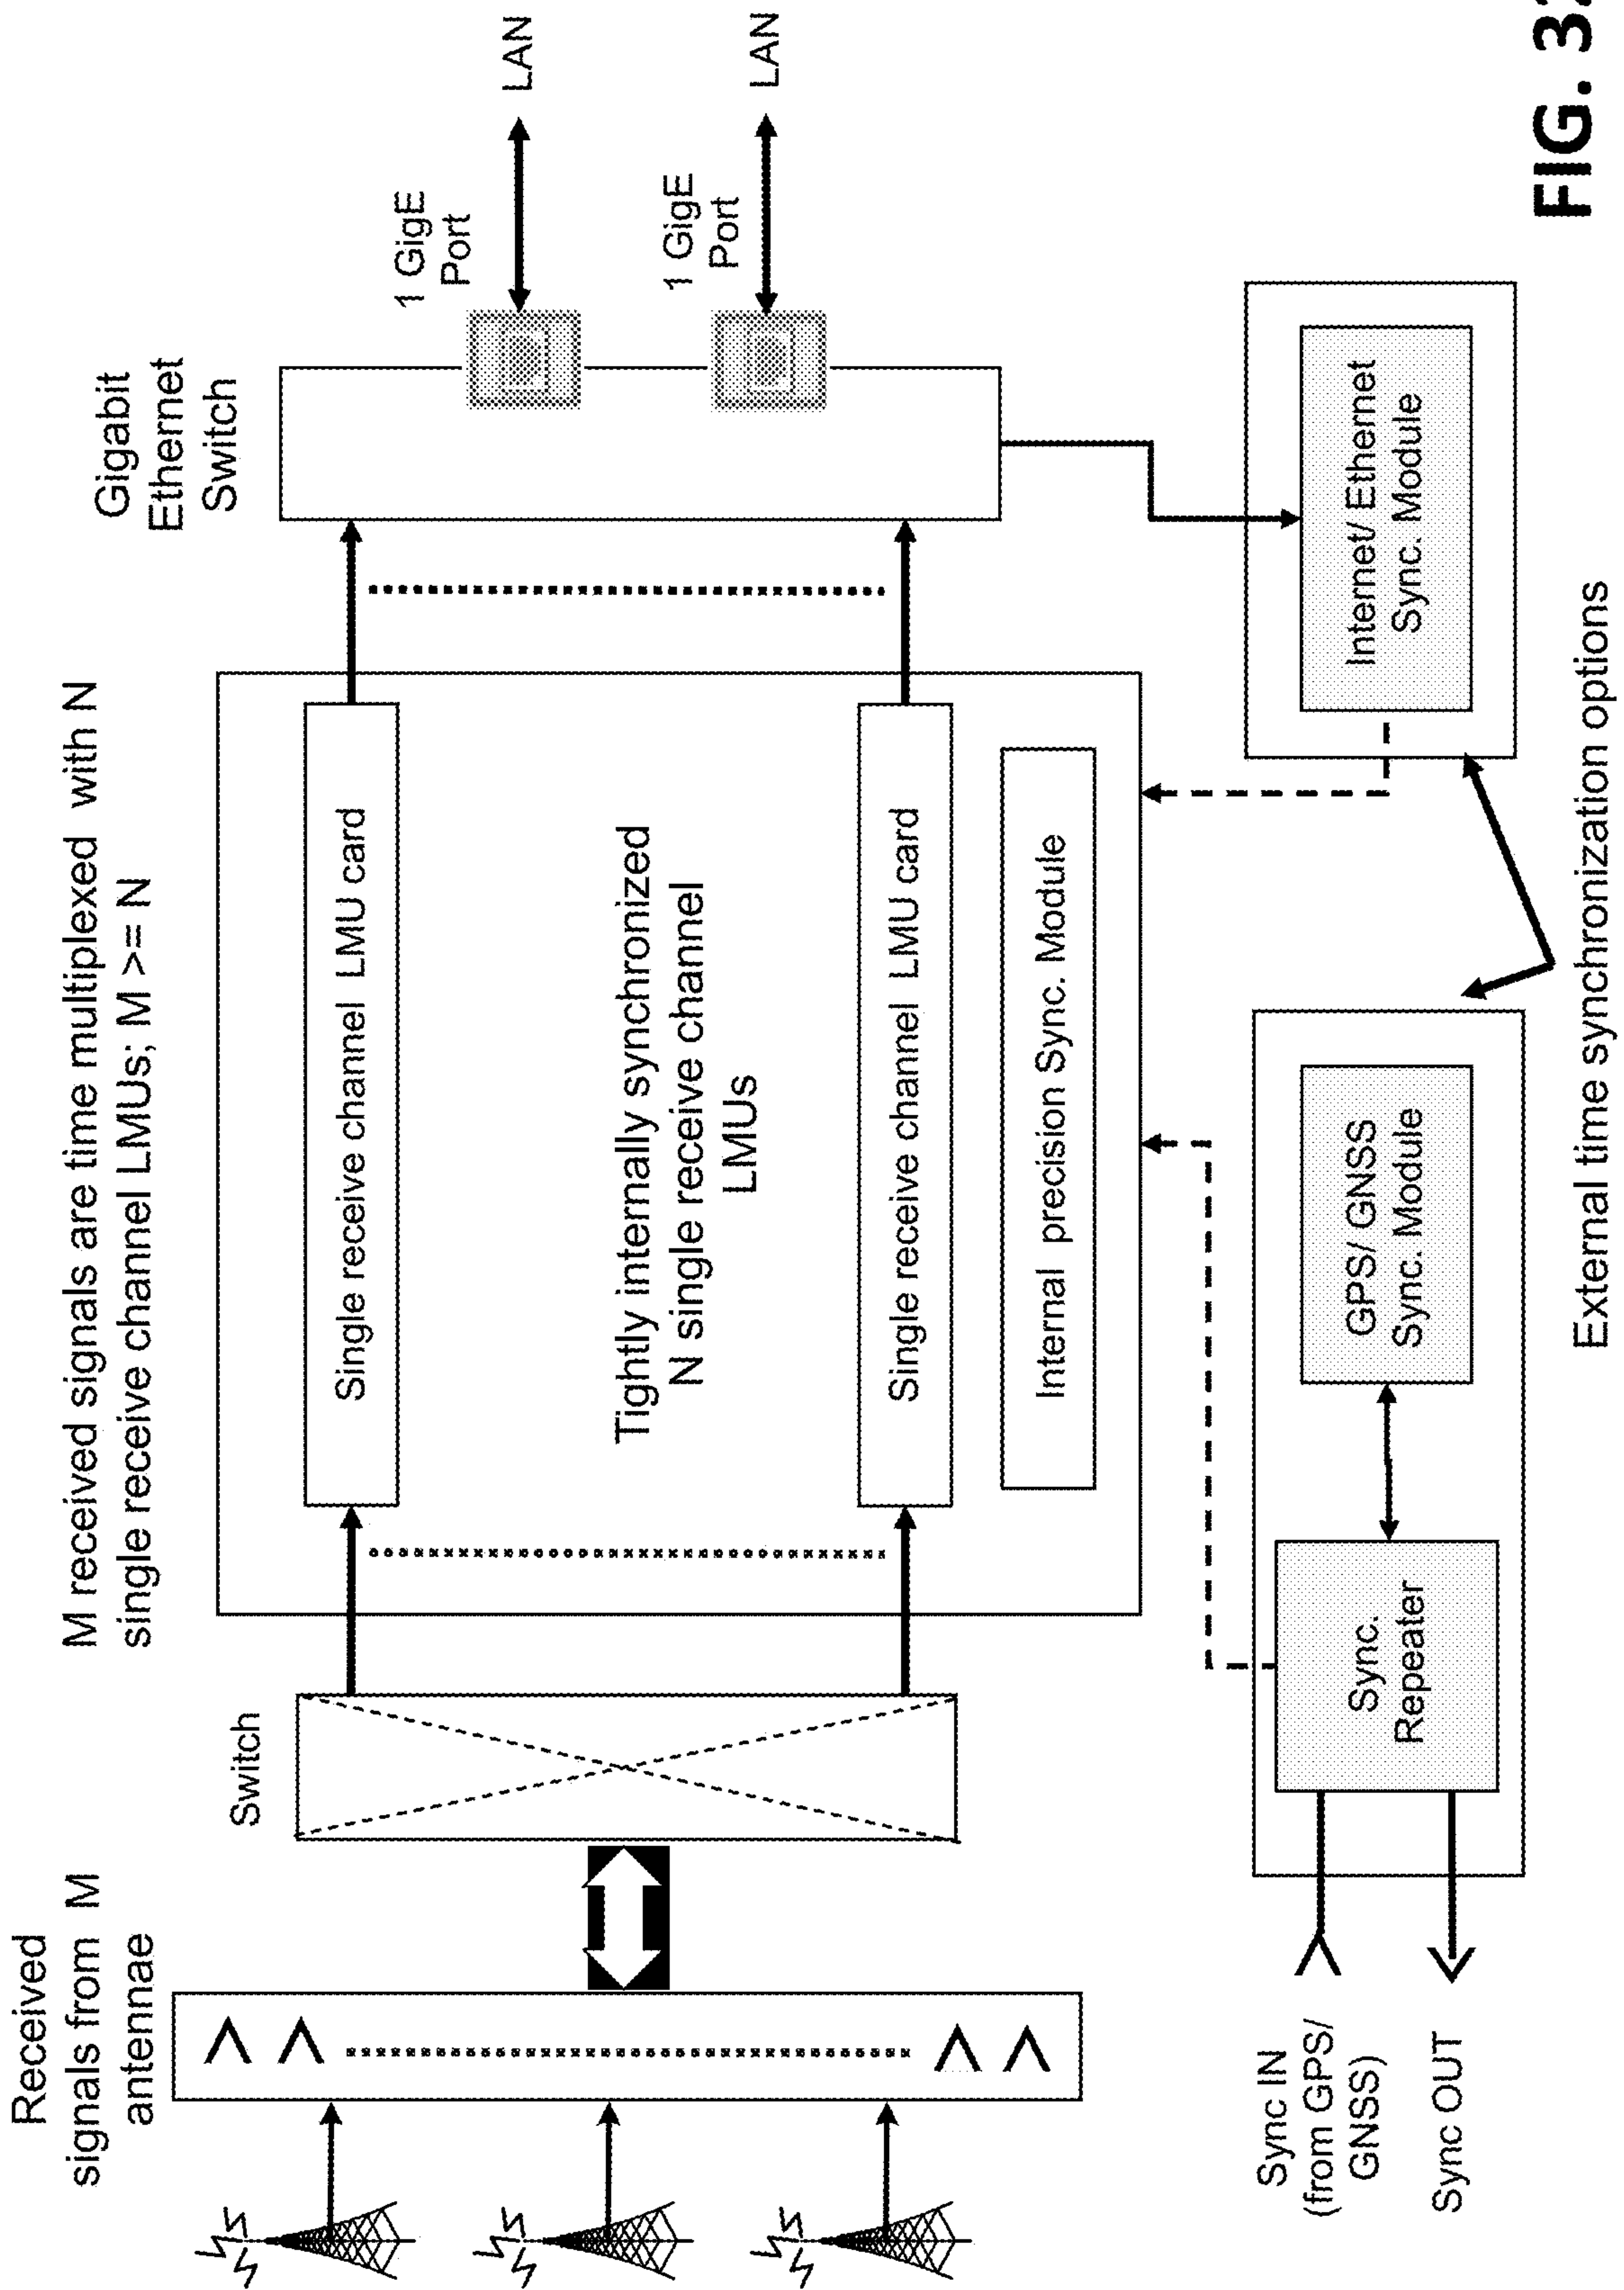 Received
signals from M
antennae
Switch
M received signals are time multiplexed with N
single receive channel LMUs; M >= N
Gigabit
Ethernet
Switch
1 GigE
Port
LAN
1 GigE
Port
LAN
Single receive channel LMU card
Tightly internally synchronized
N single receive channel
LMUs
Single receive channel LMU card
Internal precision Sync. Module
Sync IN
(from GPS/
GNSS)
Sync OUT
Sync.
Repeater
GPS/ GNSS
Sync. Module
Internet/ Ethernet
Sync. Module
External time synchronization options
FIG.